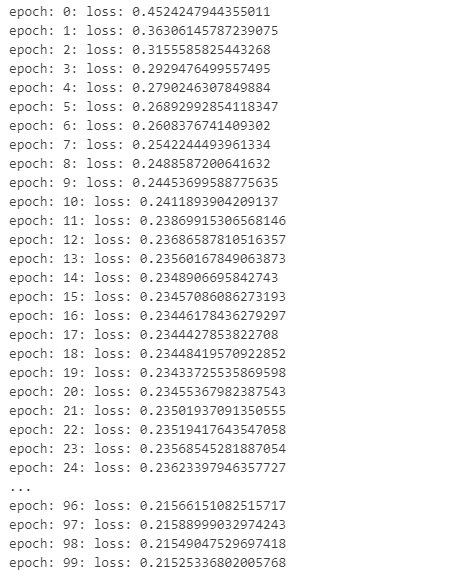 epoch: 0: loss: 0.4524247944355011
epoch: 1: loss: 0.36306145787239075
epoch: 2: loss: 0.3155585825443268
epoch: 3: loss: 0.2929476499557495
epoch: 4: loss: 0.2790246307849884
epoch: 5: loss: 0.26892992854118347
epoch: 6: loss: 0.2608376741409302
epoch: 7: loss: 0.2542244493961334
epoch: 8: loss: 0.2488587200641632
epoch: 9: loss: 0.24453699588775635
epoch: 10: loss: 0.2411893904209137
epoch: 11: loss: 0.23869915306568146
epoch: 12: loss: 0.23686587810516357
epoch: 13: loss: 0.23560167849063873
epoch: 14: loss: 0.2348906695842743
epoch: 15: loss: 0.23457086086273193
epoch: 16: loss: 0.23446178436279297
epoch: 17: loss: 0.2344427853822708
epoch: 18: loss: 0.23448419570922852
epoch: 19: loss: 0.23433725535869598
epoch: 20: loss: 0.23455367982387543
epoch: 21: loss: 0.23501937091350555
epoch: 22: loss: 0.23519417643547058
epoch: 23: loss: 0.23568545281887054
epoch: 24: loss: 0.23623397946357727
...
epoch: 96: loss: 0.21566151082515717
epoch: 97: loss: 0.21588999032974243
epoch: 98: loss: 0.21549047529697418
epoch: 99: loss: 0.21525336802005768